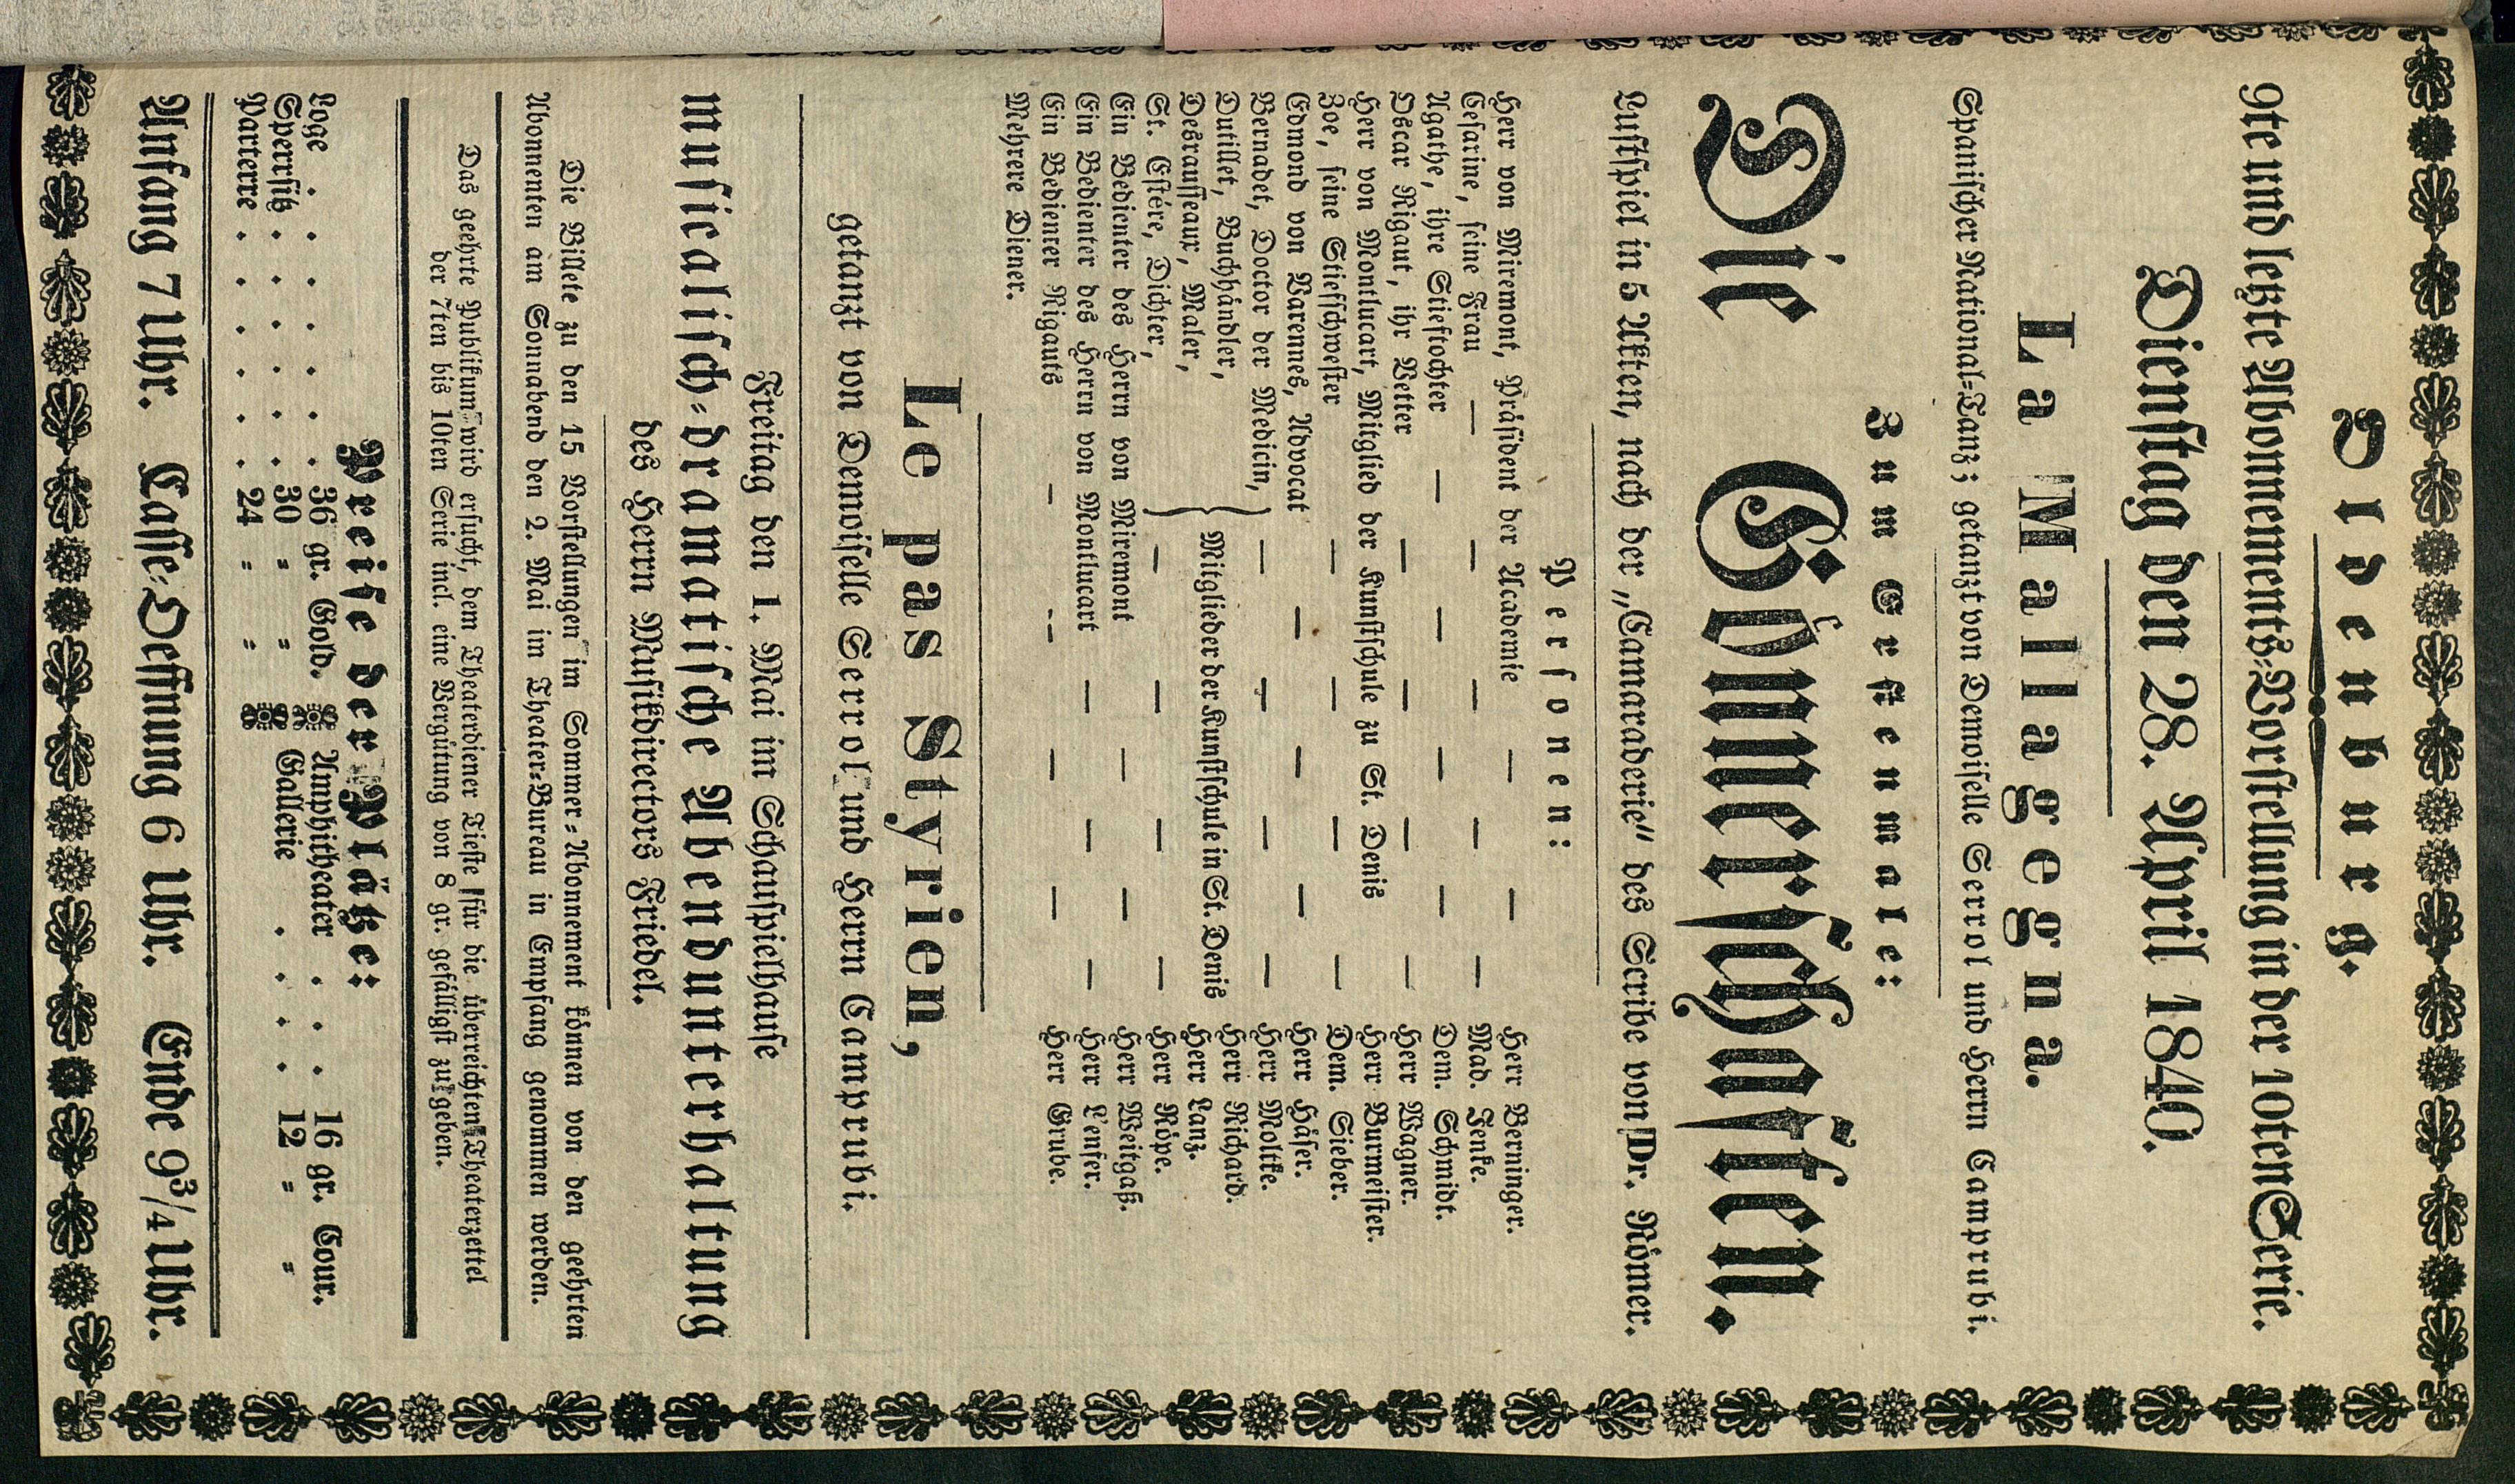 Oldenburg.
9te und letzte Abonnements-Vorstellung in der 10ten Serie.
Dienstag den 28. April 1840.
La Mallagegna.
Spanischer National-Tanz; getanzt von Demoiselle Serrol und Herrn Camprubi.
Zum Erstenmale:
Die Gönnerschaften.
Lustspiel in 5 Akten, nach der „Camaraderie“ des Scribe von Dr. Römer.
Personen:
Herr von Miremont, Präsident der Academie — — Herr Berninger.
Cesarine, seine Frau — — — — — Mad. Jenke.
Agathe, ihre Stieftochter — — — — Dem. Schmidt.
Oscar Rigaut, ihr Vetter — — — — Herr Wagner.
Herr von Montlucart, Mitglied der Kunstschule zu St. Denis Herr Burmeister.
Zoe, seine Stiefschwester — — — — Dem. Sieber.
Edmond von Varennes, Advocat — — — Herr Häser.
Bernadet, Doctor der Medicin, — — — — Herr Moltke.
Dutillet, Buchhändler, Herr Richard.
Mitglieder der Kunstschule in St. Denis
Desrausseaux, Maler, Herr Lanz.
St. Estére, Dichter, — — — — Herr Röpe.
Ein Bedienter des Herrn von Miremont — — Herr Weitgaß.
Ein Bedienter des Herrn von Montlucart — — — Herr Lenser.
Ein Bedienter Rigauts — — — — Herr Grube.
Mehrere Diener.
Le pas Styrien,
getanzt von Demoiselle Serrol und Herrn Camprubi.
Freitag den 1. Mai im Schauspielhause
musicalisch-dramatische Abendunterhaltung
des Herrn Musikdirectors Friedel.
Die Billete zu den 15 Vorstellungen im Sommer-Abonnement können von den geehrten
Abonnenten am Sonnabend den 2. Mai im Theater-Bureau in Empfang genommen werden.
Das geehrte Publikum wird ersucht, dem Theaterdiener Tieste für die überreichten Theaterzettel
der 7ten bis 10ten Serie incl. eine Vergütung von 8 gr. gefälligst zu geben.
Preise der Plätze:
Loge . . . . . . . 36 gr. Gold. Amphitheater . . . 16 gr. Cour.
Sperrsitz . . . . . . 30 " " Gallerie . . . . 12 " "
Parterre . . . . . . 24 " "
Anfang 7 Uhr. Casse-Oeffnung 6 Uhr. Ende 9 3/4 Uhr.